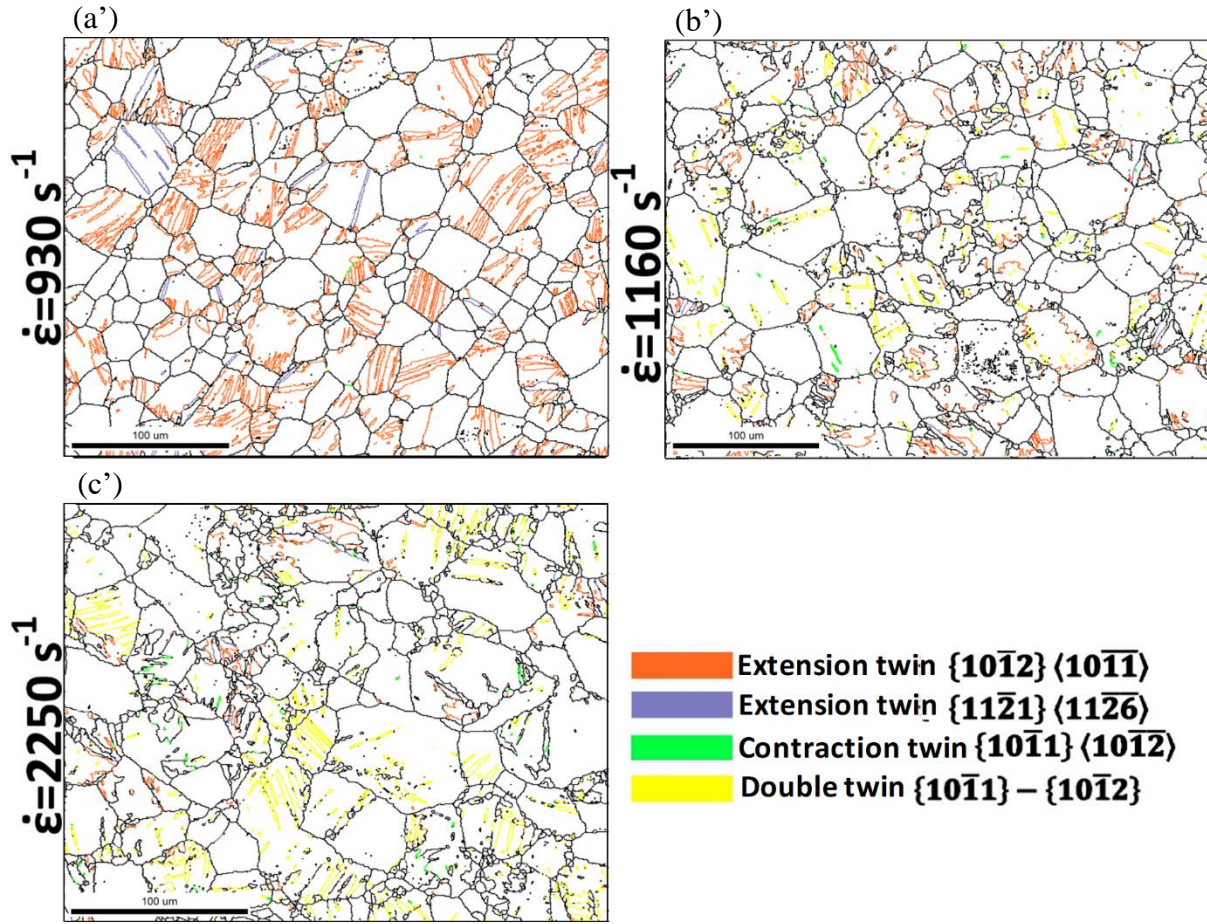 (a’)
(b’)
ε̇=930 s⁻¹
100 um
ε̇=1160 s⁻¹
100 um
(c’)
ε̇=2250 s⁻¹
100 um
Extension twin {101̅2} ⟨101̅1̅⟩
Extension twin {112̅1} ⟨112̅6̅⟩
Contraction twin {101̅1} ⟨101̅2̅⟩
Double twin {101̅1} − {101̅2}